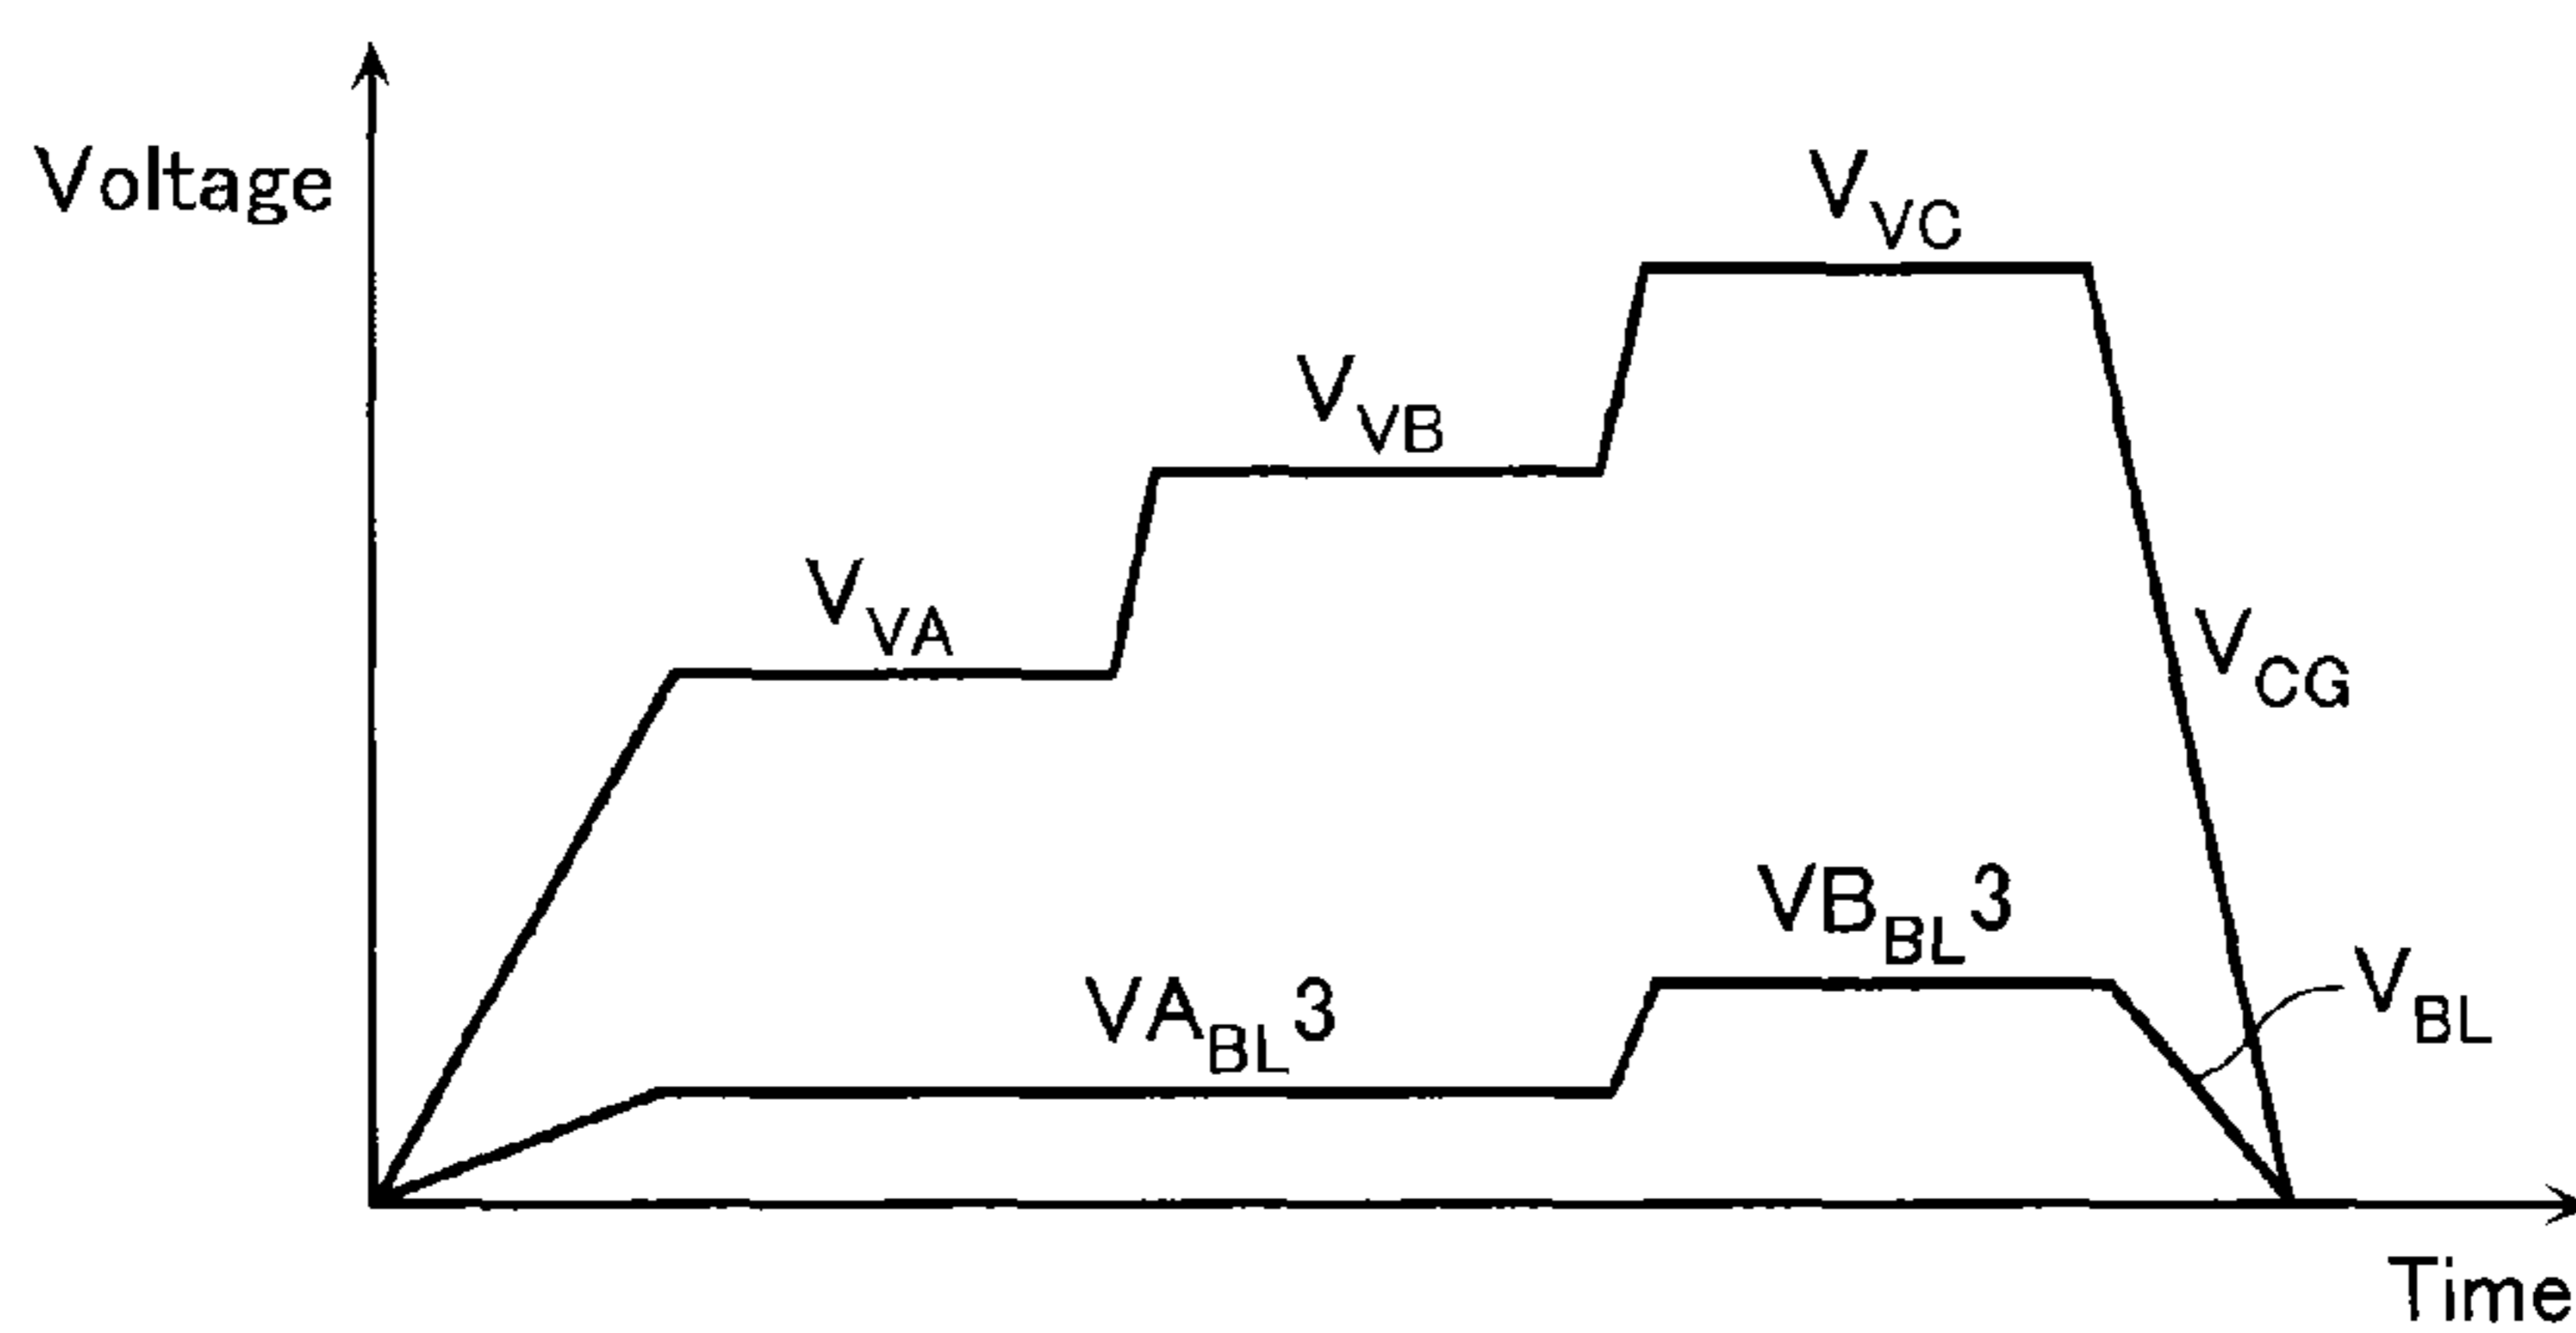 Voltage
V_VC
V_VB
V_VA
V_CG
VB_BL3
VA_BL3
V_BL
Time